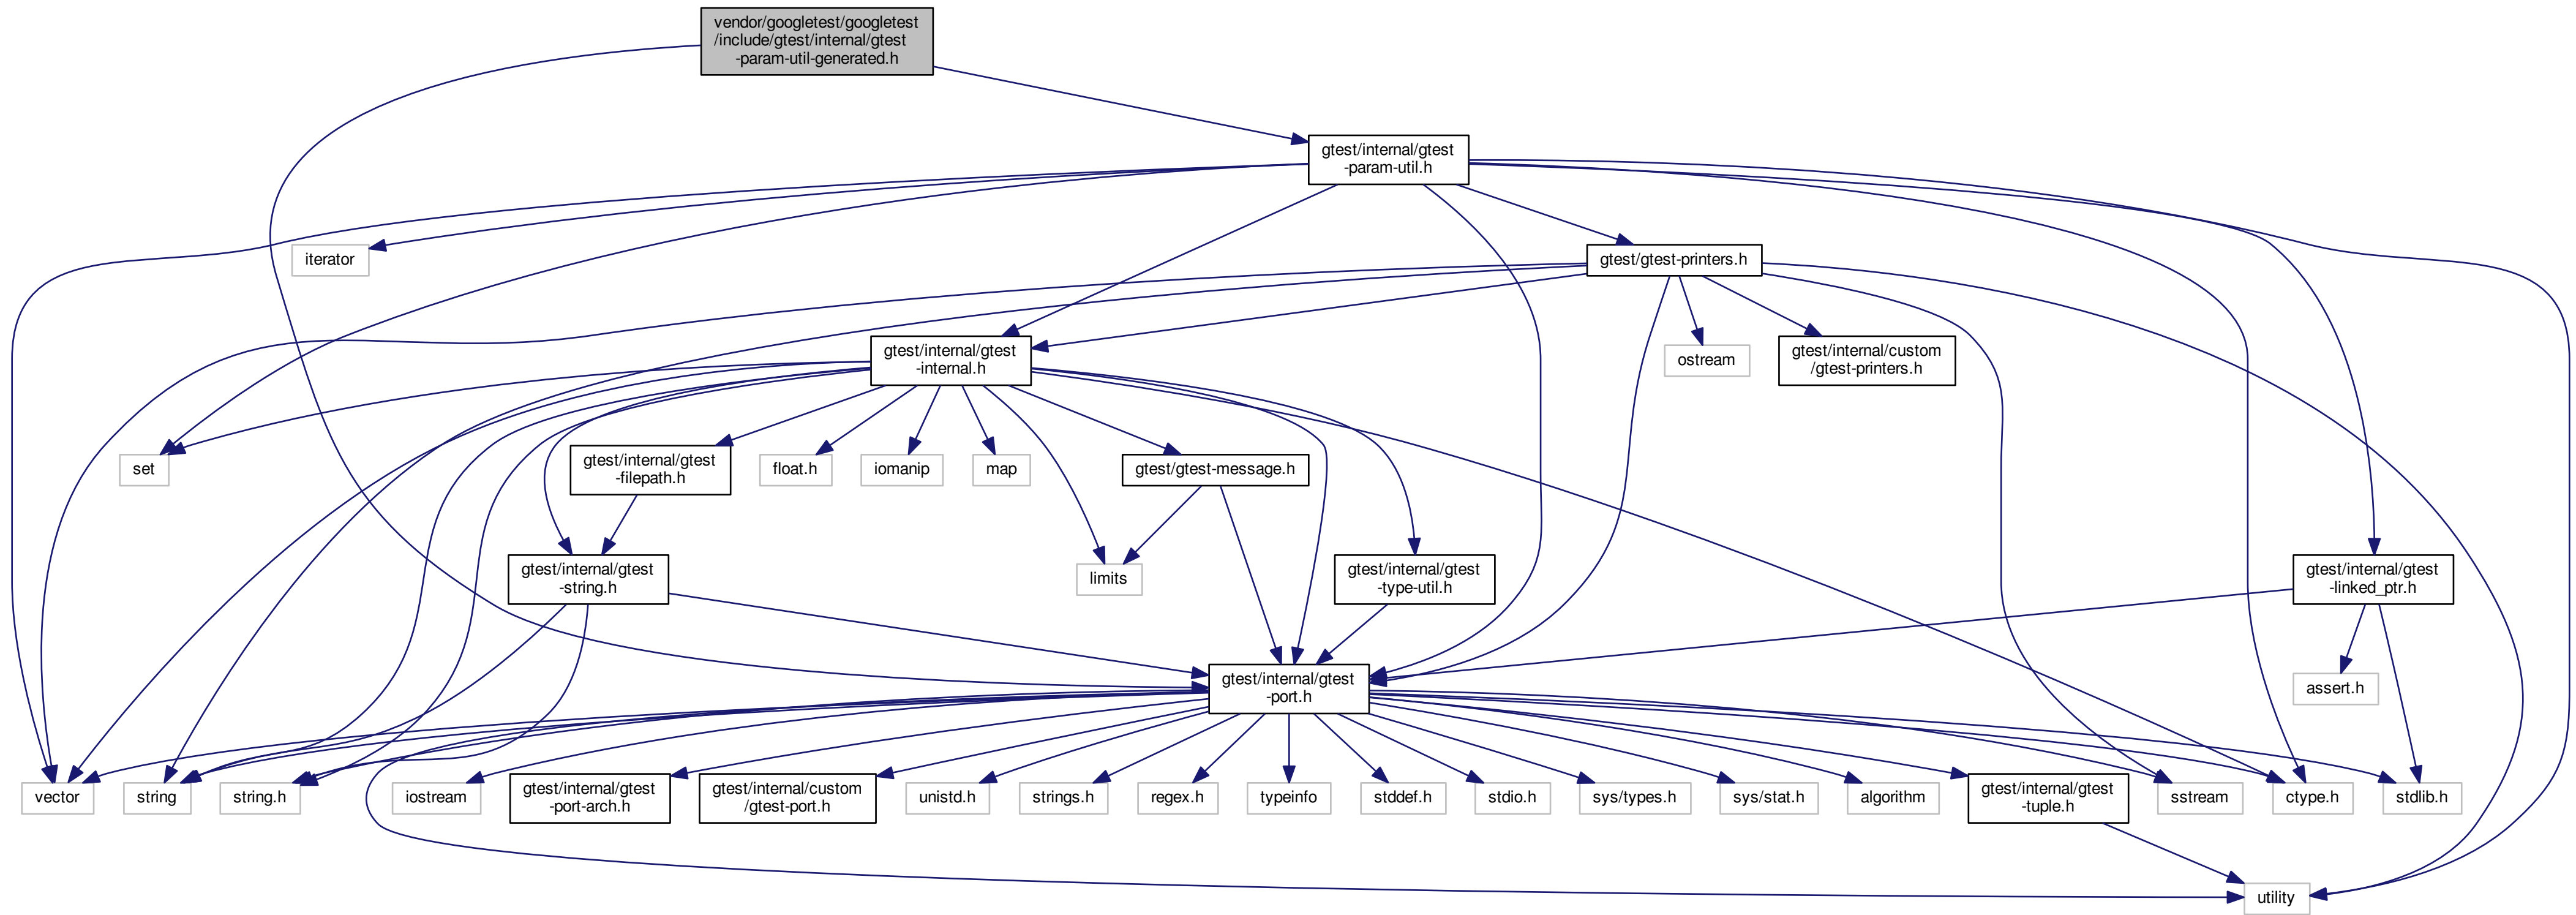 vendor/googletest/googletest
/include/gtest/internal/gtest
-param-util-generated.h
gtest/internal/gtest
-param-util.h
iterator
gtest/gtest-printers.h
gtest/internal/gtest
-internal.h
ostream
gtest/internal/custom
/gtest-printers.h
set
gtest/internal/gtest
-filepath.h
float.h
iomanip
map
gtest/gtest-message.h
gtest/internal/gtest
-string.h
limits
gtest/internal/gtest
-type-util.h
gtest/internal/gtest
-linked_ptr.h
gtest/internal/gtest
-port.h
assert.h
vector
string
string.h
iostream
gtest/internal/gtest
-port-arch.h
gtest/internal/custom
/gtest-port.h
unistd.h
strings.h
regex.h
typeinfo
stddef.h
stdio.h
sys/types.h
sys/stat.h
algorithm
gtest/internal/gtest
-tuple.h
sstream
ctype.h
stdlib.h
utility